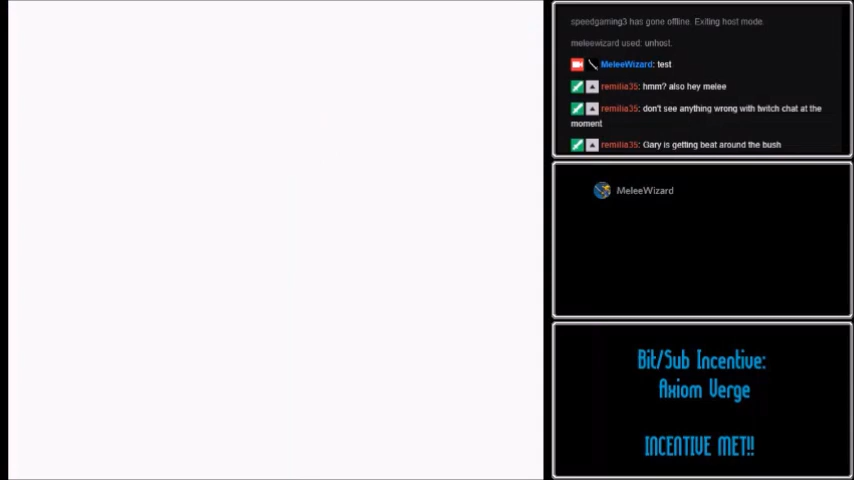 speedgaming3 has gone offline. Exiting host mode.
meleewizard used: unhost.
MeleeWizard: test
remilia35: hmm? also hey melee
remilia35: don't see anything wrong with twitch chat at the
moment
remilia35: Gary is getting beat around the bush
MeleeWizard
Bit/Sub Incentive:
Axiom Verge
INCENTIVE MET!!